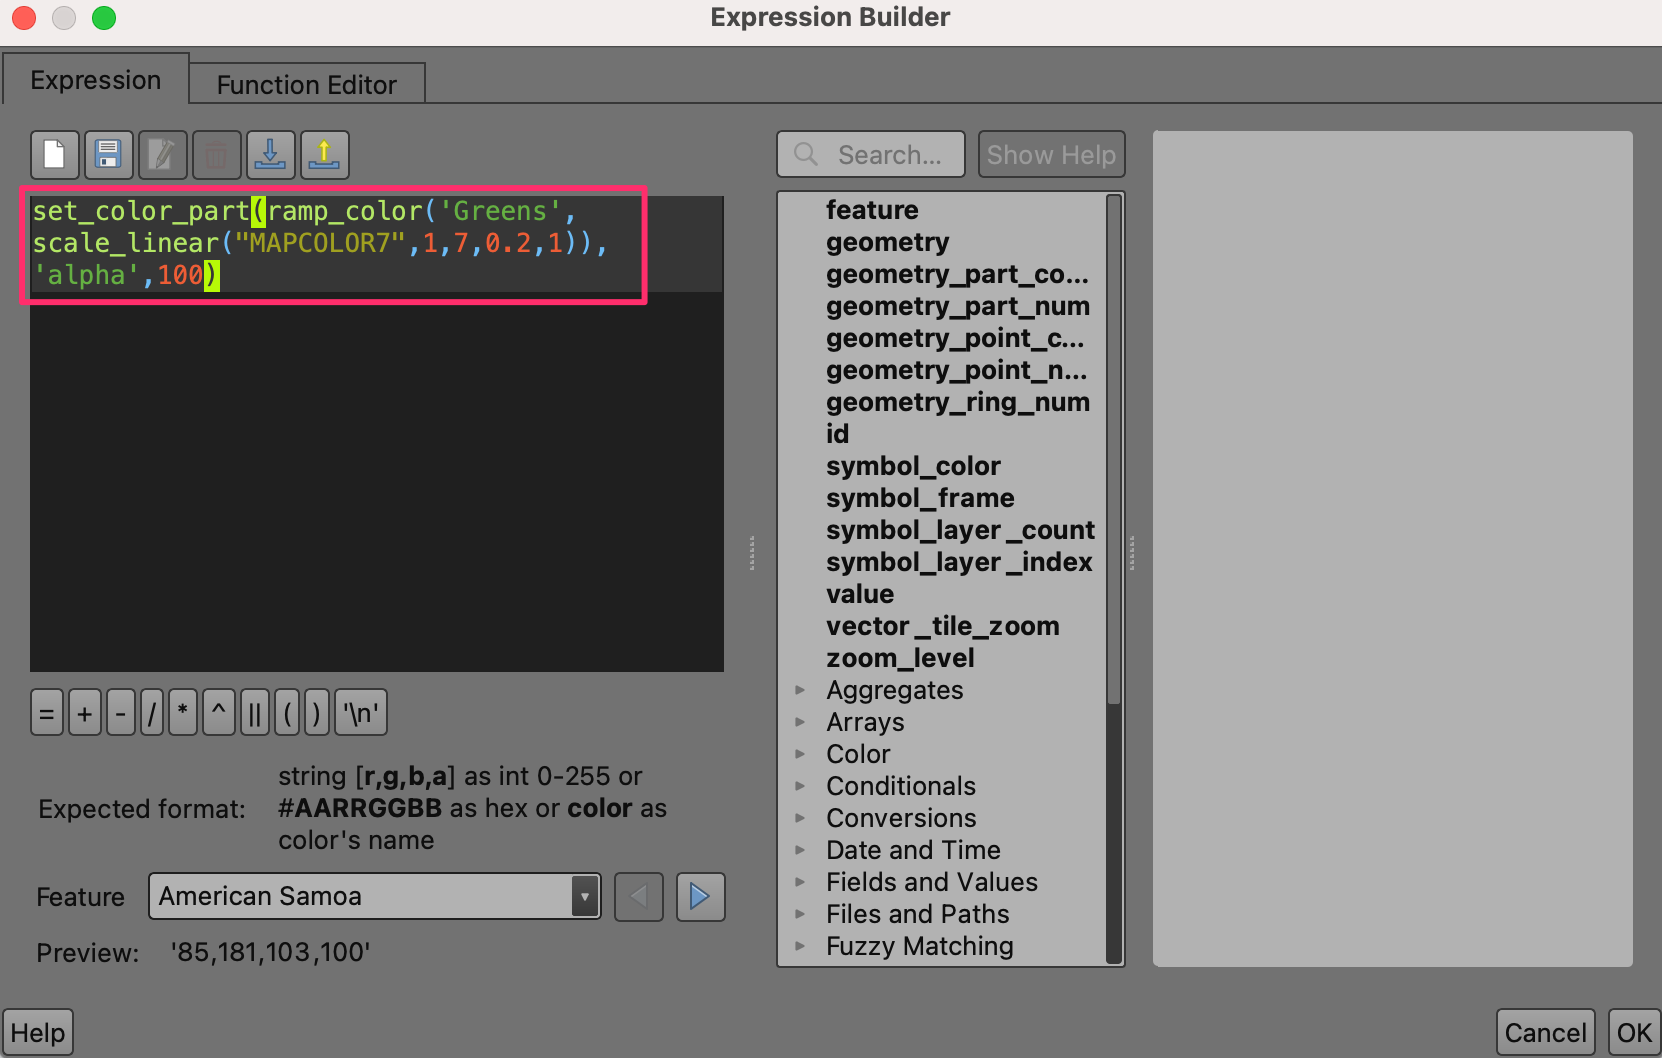 Expression Builder
Expression
Function Editor
Search...
Show Help
set_color_part(ramp_color('Greens',
scale_linear("MAPCOLOR7",1,7,0.2,1)),
'alpha',100)
feature
geometry
geometry_part_co...
geometry_part_num
geometry_point_c...
geometry_point_n...
geometry_ring_num
id
symbol_color
symbol_frame
symbol_layer_count
symbol_layer_index
value
vector_tile_zoom
zoom_level
Aggregates
Arrays
Color
Conditionals
Conversions
Date and Time
Fields and Values
Files and Paths
Fuzzy Matching
= + - / * ^ || ( ) '\n'
Expected format:
string [r,g,b,a] as int 0-255 or
#AARRGGBB as hex or color as
color's name
Feature American Samoa
Preview: '85,181,103,100'
Help
Cancel
OK